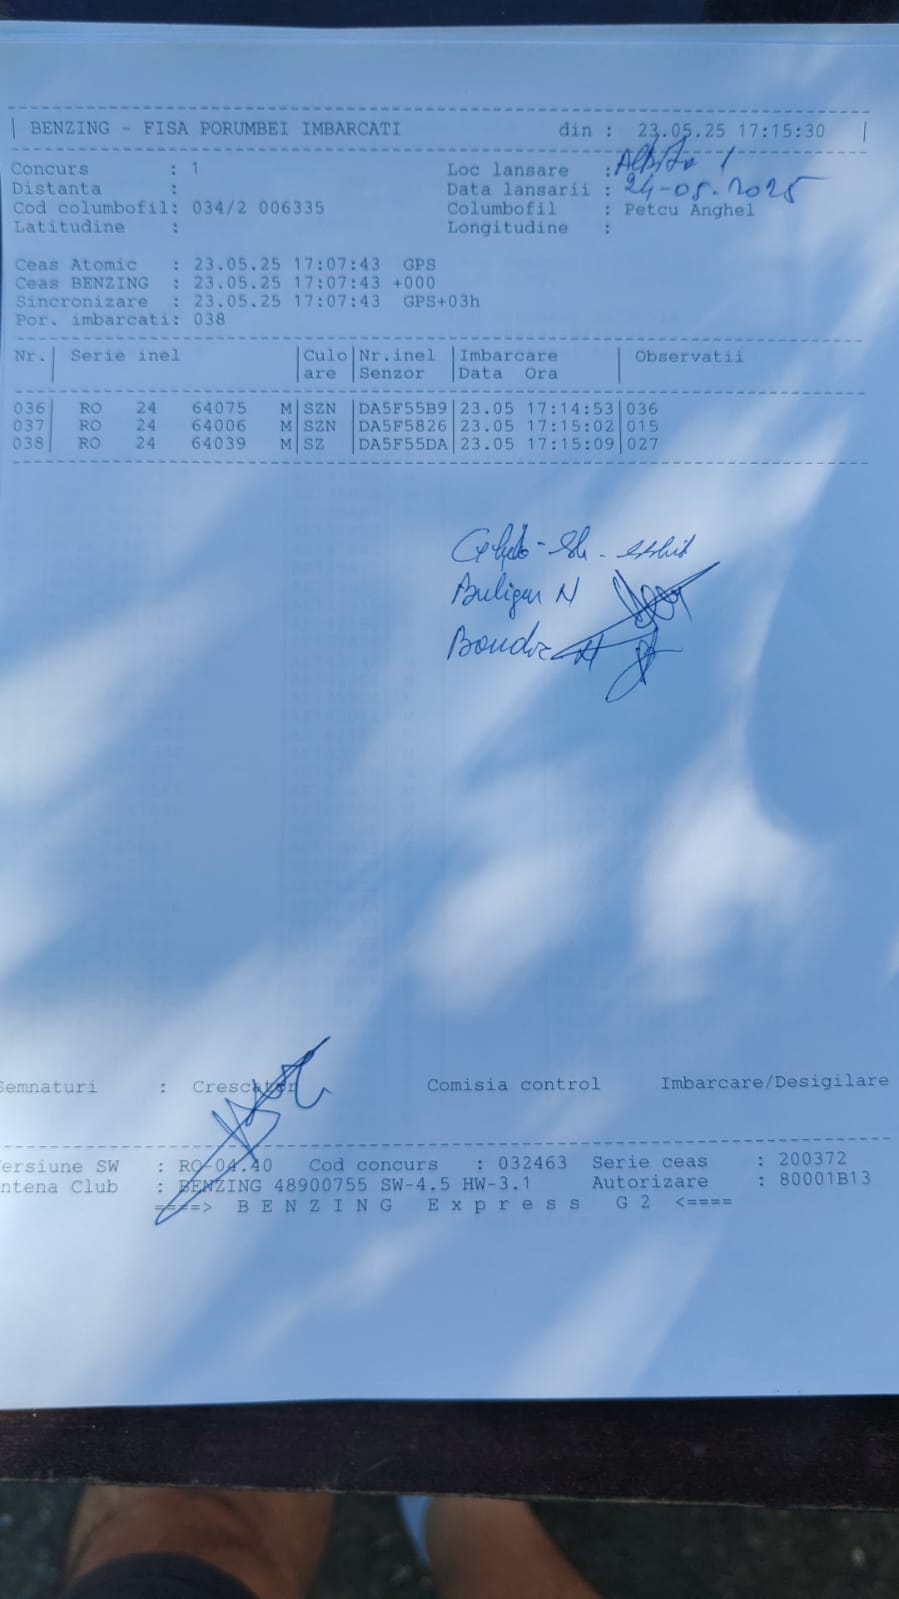 BENZING - FISA PORUMBEI IMBARCATI din : 23.05.25 17:15:30
Concurs : 1 Loc lansare : Albita 1
Distanta : Data lansarii : 24-05.2025
Cod columbofil: 034/2 006335 Columbofil : Petcu Anghel
Latitudine : Longitudine :
Ceas Atomic : 23.05.25 17:07:43 GPS
Ceas BENZING : 23.05.25 17:07:43 +000
Sincronizare : 23.05.25 17:07:43 GPS+03h
Por. imbarcati: 038
Nr.| Serie inel |Culo|Nr.inel |Imbarcare | Observatii
| |are |Senzor |Data Ora |
036| RO 24 64075 M|SZN |DA5F55B9|23.05 17:14:53|036
037| RO 24 64006 M|SZN |DA5F5826|23.05 17:15:02|015
038| RO 24 64039 M|SZ |DA5F55DA|23.05 17:15:09|027
Buligan N
Semnaturi : Crescator Comisia control Imbarcare/Desigilare
ersiune SW : RO-04.40 Cod concurs : 032463 Serie ceas : 200372
ntena Club : BENZING 48900755 SW-4.5 HW-3.1 Autorizare : 80001B13
====> B E N Z I N G E x p r e s s G 2 <====